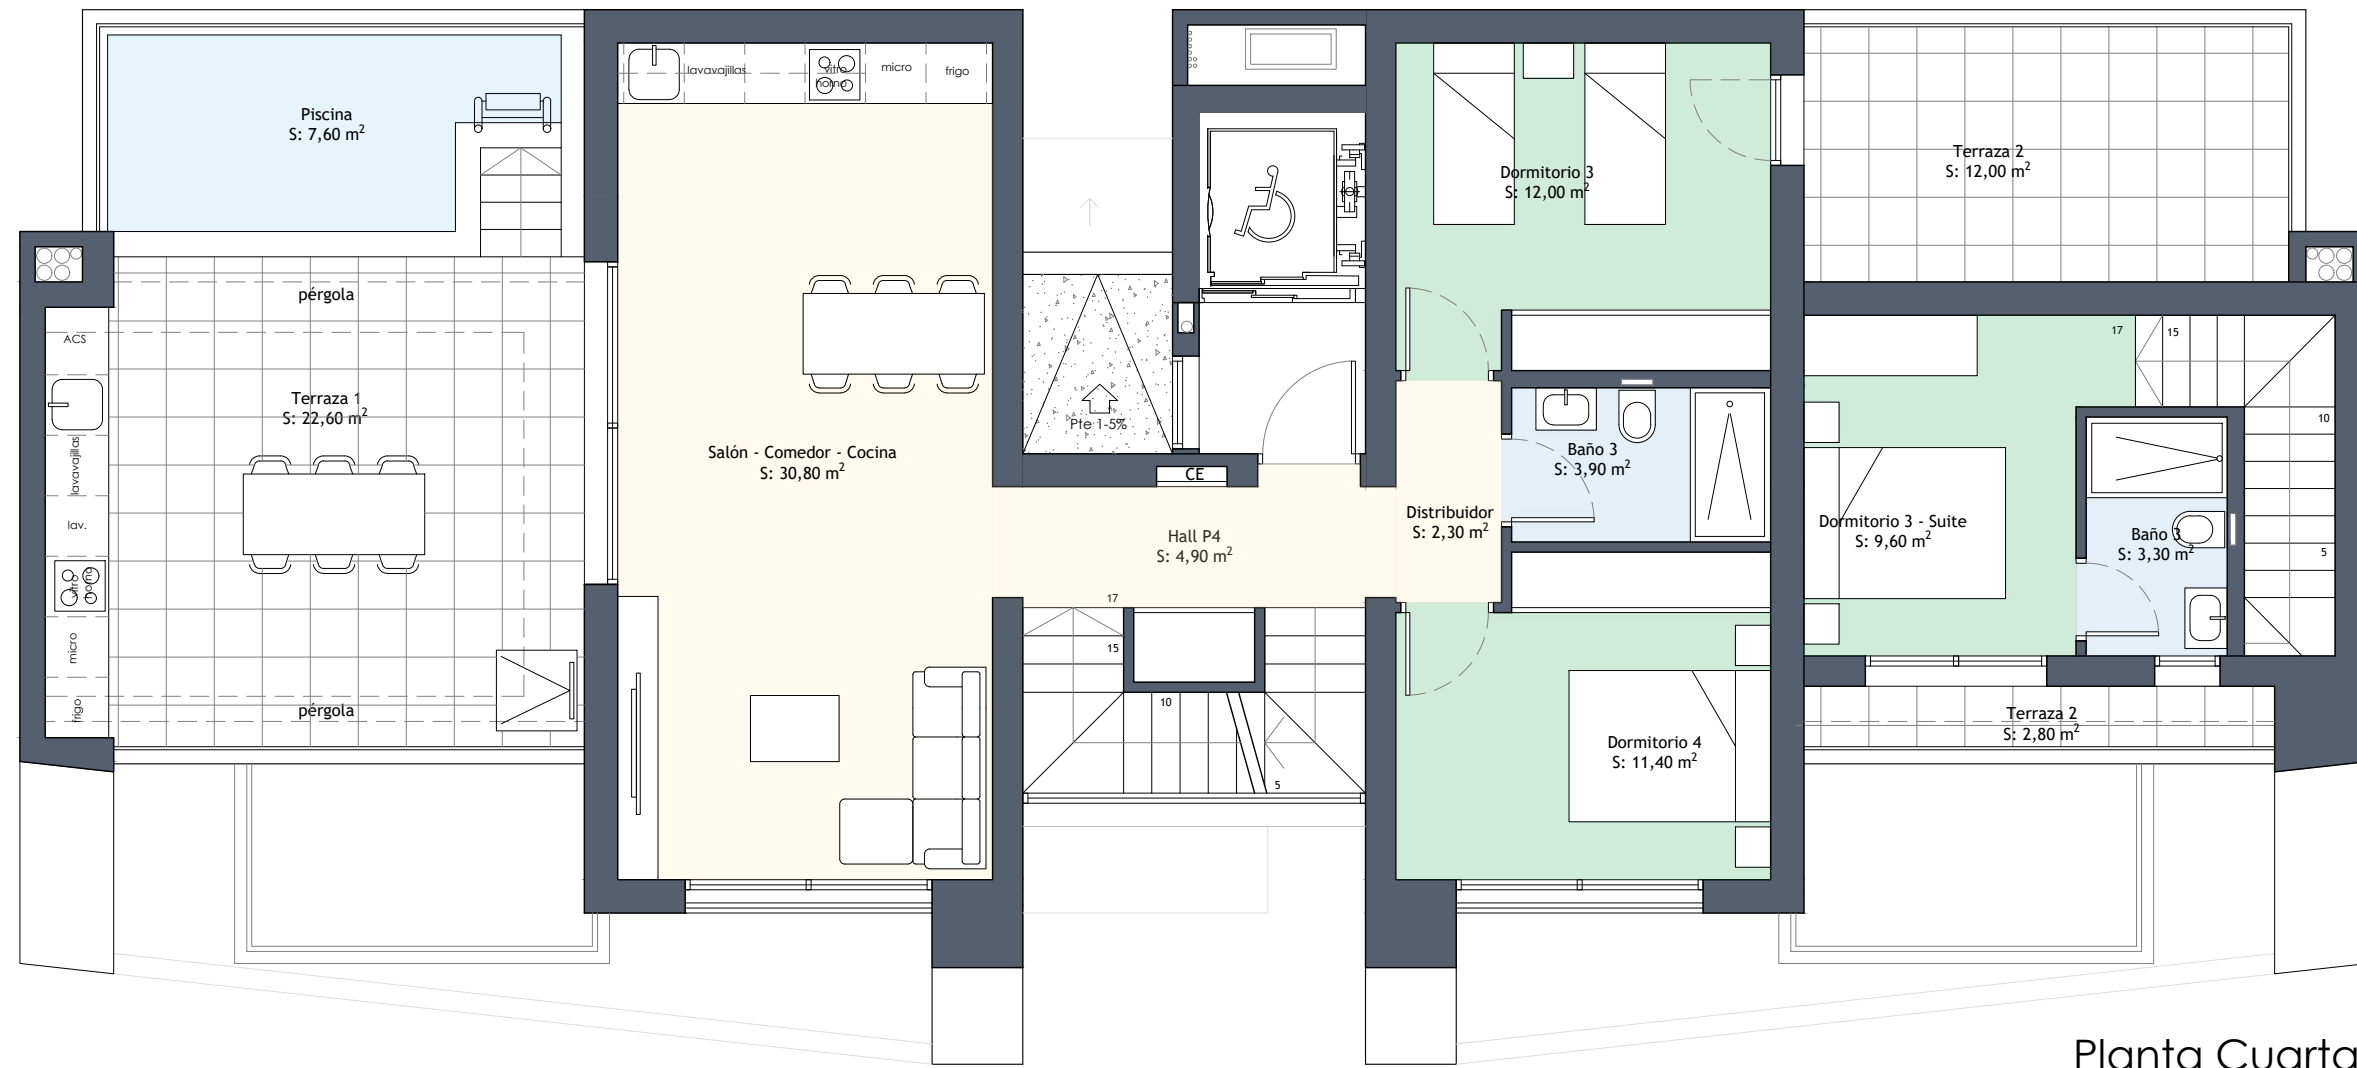 lavavajillas
vitro
horno
micro
frigo
Piscina
S: 7,60 m²
Terraza 2
S: 12,00 m²
Dormitorio 3
S: 12,00 m²
pérgola
ACS
17
15
Terraza 1
S: 22,60 m²
10
Pte 1-5%
Salón - Comedor - Cocina
S: 30,80 m²
Baño 3
S: 3,90 m²
CE
lavavajillas
lav.
Distribuidor
S: 2,30 m²
Dormitorio 3 - Suite
S: 9,60 m²
Hall P4
S: 4,90 m²
Baño 3
S: 3,30 m²
5
vitro
horno
17
micro
15
frigo
pérgola
10
Terraza 2
S: 2,80 m²
Dormitorio 4
S: 11,40 m²
5
Planta Cuarta